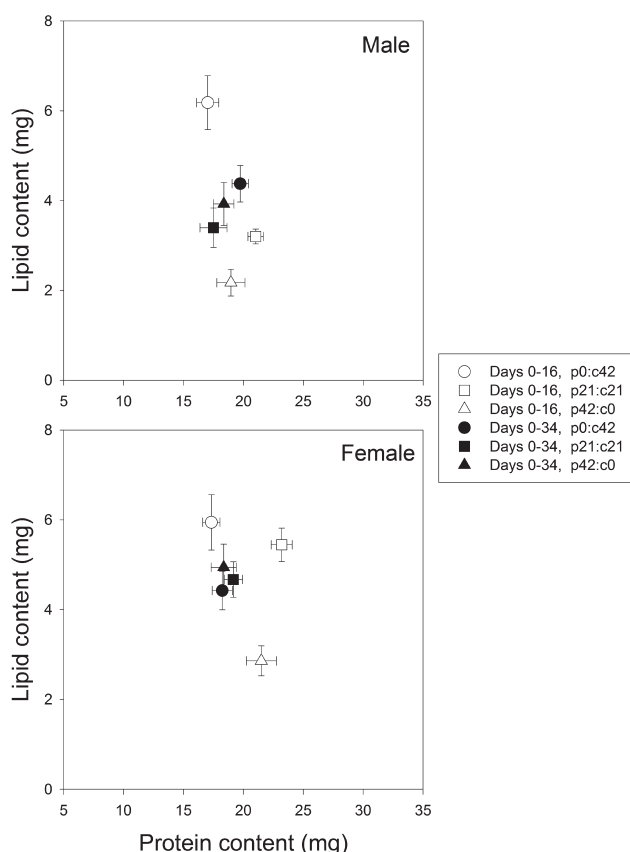 8
Male
6
Lipid content (mg)
4
2
0
5 10 15 20 25 30 35
Days 0-16, p0:c42
Days 0-16, p21:c21
Days 0-16, p42:c0
Days 0-34, p0:c42
Days 0-34, p21:c21
Days 0-34, p42:c0
8
Female
6
Lipid content (mg)
4
2
0
5 10 15 20 25 30 35
Protein content (mg)